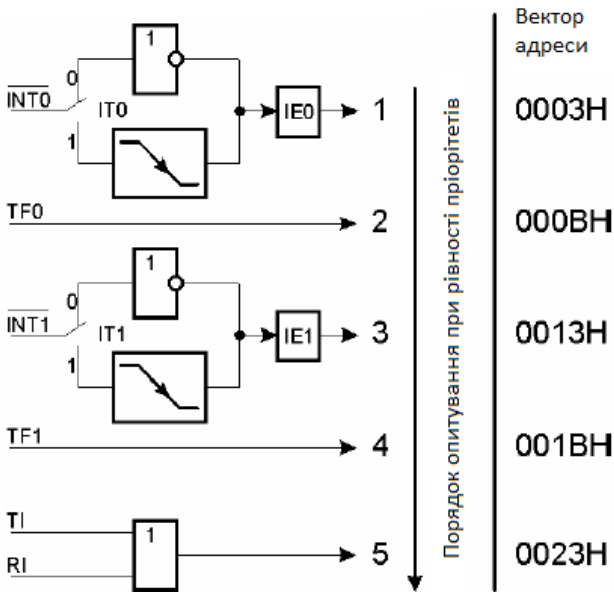 Вектор
адреси
1
0
INT0
IT0
IE0
1
0003H
1
TF0
2
000BH
1
0
INT1
IT1
IE1
3
0013H
1
TF1
4
001BH
TI
1
5
0023H
RI
Порядок опитування при рівності пріорітетів